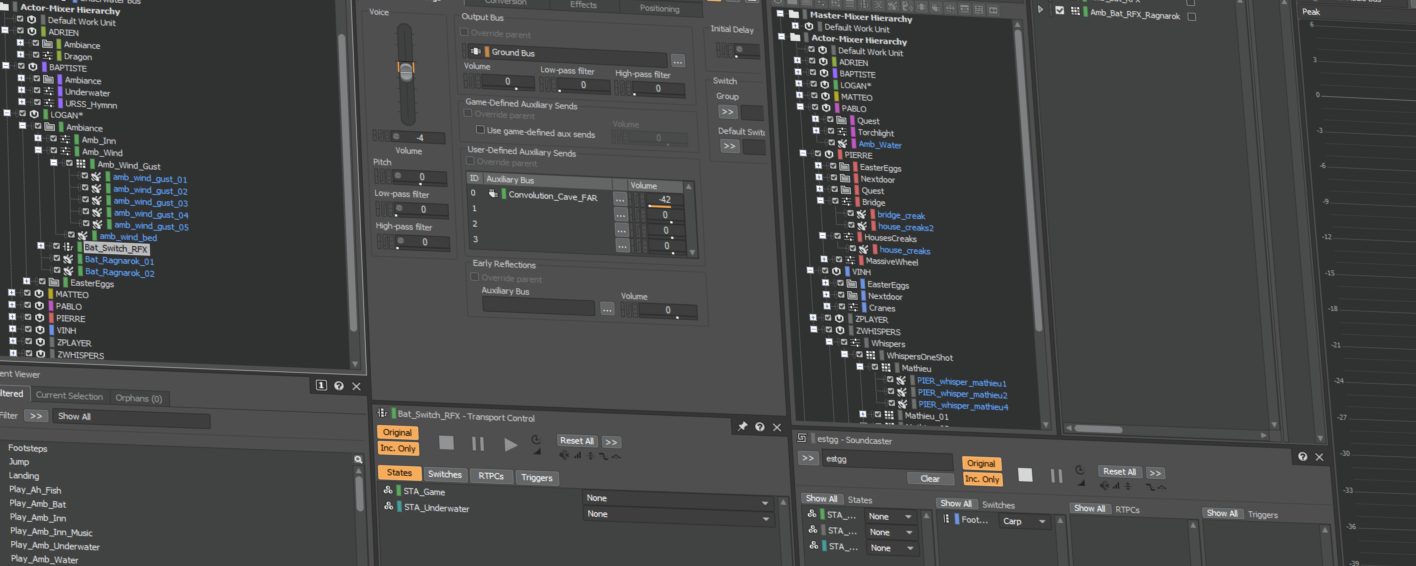 Underwater Bus
Actor-Mixer Hierarchy
Default Work Unit
ADRIEN
Ambiance
Dragon
BAPTISTE
Ambiance
Underwater
URSS_Hymnn
LOGAN*
Ambiance
Amb_Inn
Amb_Wind
Amb_Wind_Gust
amb_wind_gust_01
amb_wind_gust_02
amb_wind_gust_03
amb_wind_gust_04
amb_wind_gust_05
amb_wind_bed
Bat_Switch_RFX
Bat_Ragnarok_01
Bat_Ragnarok_02
EasterEggs
MATTEO
PABLO
PIERRE
VINH
ZPLAYER
ZWHISPERS
ent Viewer
1
ltered
Current Selection
Orphans (0)
Filter
>>
Show All
Footsteps
Jump
Landing
Play_Ah_Fish
Play_Amb_Bat
Play_Amb_Inn
Play_Amb_Inn_Music
Play_Amb_Underwater
Play_Amb_Water
Conversion
Effects
Positioning
Voice
-4
Volume
Pitch
0
Low-pass filter
0
High-pass filter
0
Output Bus
Override parent
Ground Bus
...
Volume
Low-pass filter
High-pass filter
0
0
0
Game-Defined Auxiliary Sends
Override parent
Use game-defined aux sends
Volume
0
User-Defined Auxiliary Sends
Override parent
ID Auxiliary Bus Volume
0 Convolution_Cave_FAR ... -42
1 ... 0
2 ... 0
3 ... 0
Early Reflections
Override parent
Auxiliary Bus
Volume
...
0
Initial Delay
0
Switch
Group
>>
Default Switc
>>
Bat_Switch_RFX - Transport Control
Original
Inc. Only
Reset All
>>
States
Switches
RTPCs
Triggers
STA_Game
None
STA_Underwater
None
Master-Mixer Hierarchy
Default Work Unit
Actor-Mixer Hierarchy
Default Work Unit
ADRIEN
BAPTISTE
LOGAN*
MATTEO
PABLO
Quest
Torchlight
Amb_Water
PIERRE
EasterEggs
Nextdoor
Quest
Bridge
bridge_creak
house_creaks2
HousesCreaks
house_creaks
MassiveWheel
VINH
EasterEggs
Nextdoor
Cranes
ZPLAYER
ZWHISPERS
Whispers
WhispersOneShot
Mathieu
PIER_whisper_mathieu1
PIER_whisper_mathieu2
PIER_whisper_mathieu4
Mathieu_01
estgg - Soundcaster
>>
estgg
Clear
Original
Inc. Only
Reset All
>>
Show All States
STA_... None
STA_... None
STA_... None
Show All Switches
Foot... Carp
Show All RTPCs
Show All Triggers
Amb_Bat_RFX_Ragnarok
Peak
6
3
0
-3
-6
-9
-12
-15
-18
-21
-24
-27
-30
-33
-36
-39